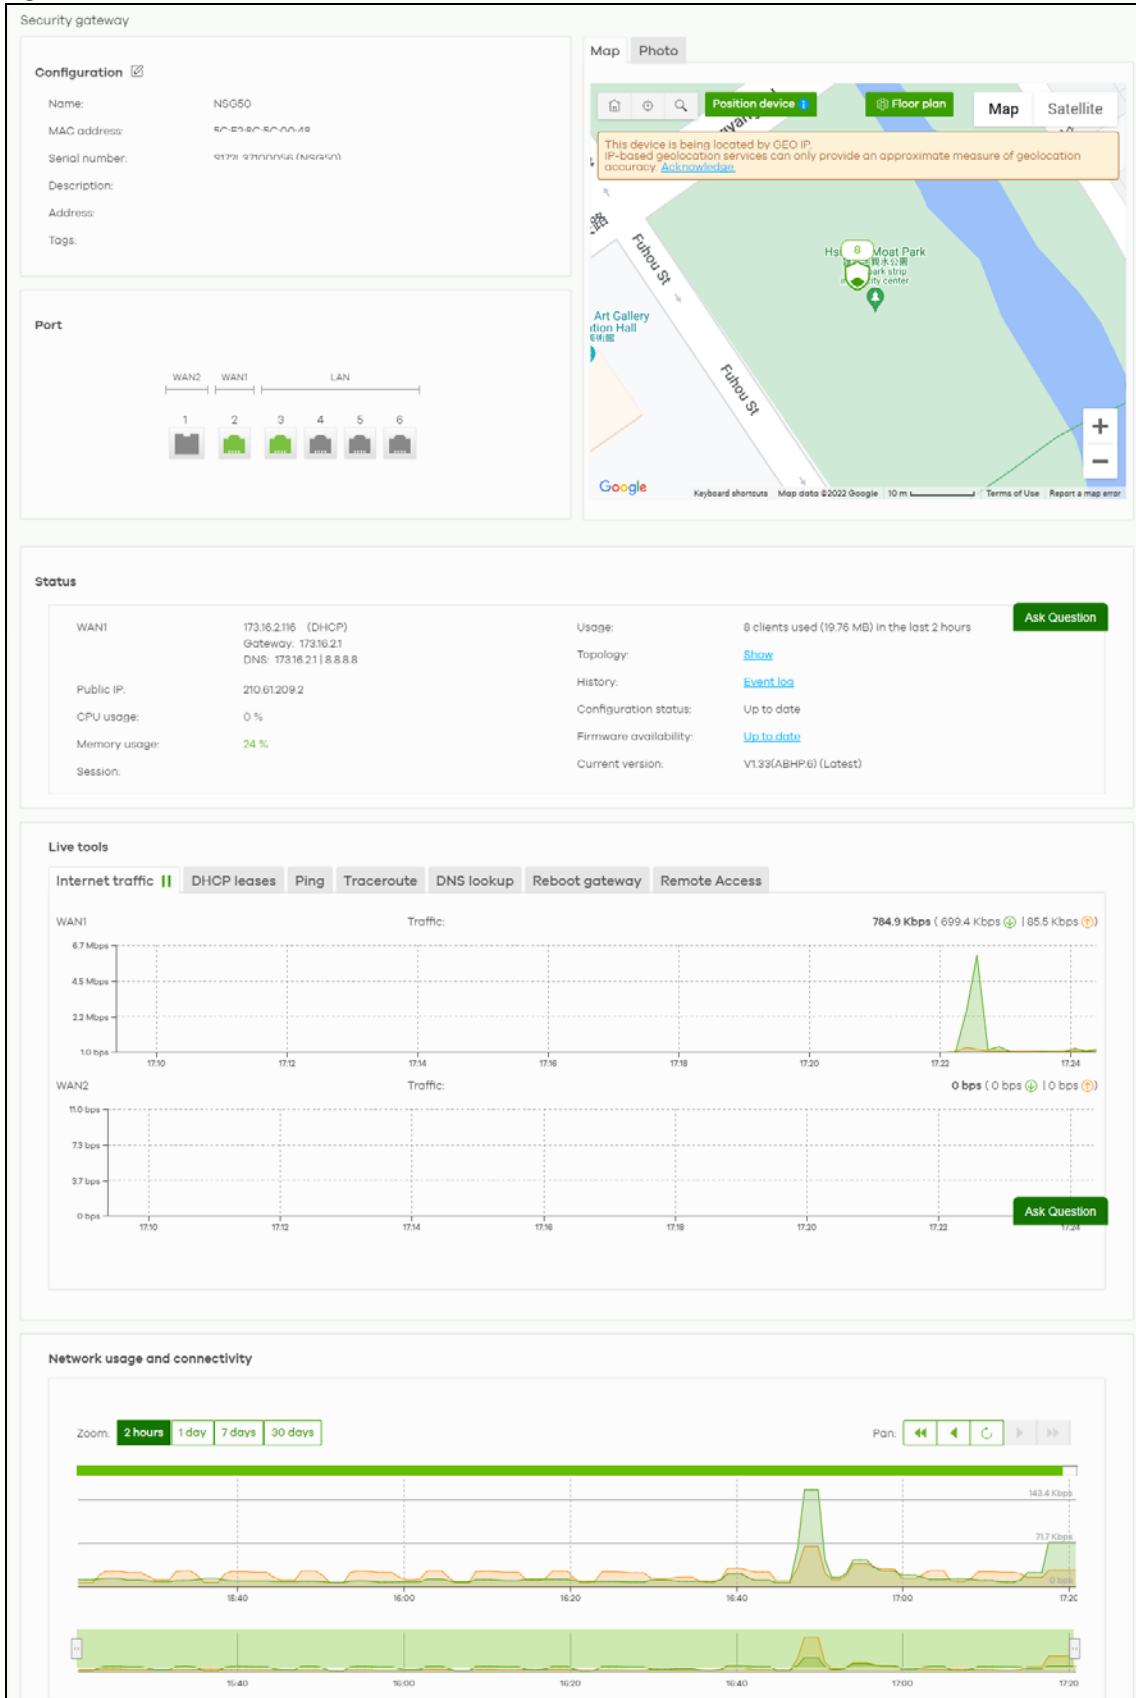 Security gateway
Configuration
Name: NSG50
MAC address:
Serial number:
Description:
Address:
Tags:
Port
WAN2 WAN1 LAN
1 2 3 4 5 6
Map Photo
Position device
Floor plan
Map Satellite
This device is being located by GEO IP.
IP-based geolocation services can only provide an approximate measure of geolocation
accuracy. Acknowledge.
路
Fuhou St
8
Moat Park
親水公園
park strip
city center
Art Gallery
Hall
Fuhou St
+
−
Google
Keyboard shortcuts Map data ©2022 Google 10 m Terms of Use Report a map error
Status
Ask Question
WAN1 173.16.2.116 (DHCP)
Gateway: 173.16.2.1
DNS: 173.16.2.1 | 8.8.8.8
Public IP: 210.61.209.2
CPU usage: 0 %
Memory usage: 24 %
Session:
Usage: 8 clients used (19.76 MB) in the last 2 hours
Topology: Show
History: Event log
Configuration status: Up to date
Firmware availability: Up to date
Current version: V1.33(ABHP.6) (Latest)
Live tools
Internet traffic DHCP leases Ping Traceroute DNS lookup Reboot gateway Remote Access
WAN1 Traffic: 784.9 Kbps ( 699.4 Kbps | 85.5 Kbps )
6.7 Mbps
4.5 Mbps
2.2 Mbps
1.0 bps
17:10 17:12 17:14 17:16 17:18 17:20 17:22 17:24
WAN2 Traffic: 0 bps ( 0 bps | 0 bps )
11.0 bps
7.3 bps
3.7 bps
0 bps
Ask Question
17:10 17:12 17:14 17:16 17:18 17:20 17:22 17:24
Network usage and connectivity
Zoom: 2 hours 1 day 7 days 30 days
Pan:
143.4 Kbps
71.7 Kbps
0 bps
15:40 16:00 16:20 16:40 17:00 17:20
15:40 16:00 16:20 16:40 17:00 17:20